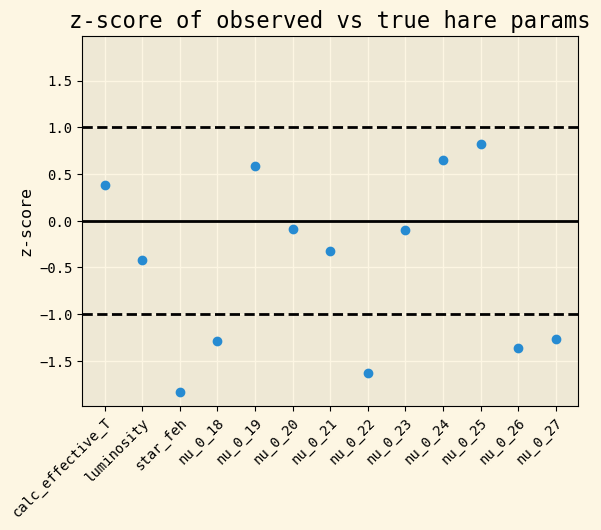 z-score of observed vs true hare params
z-score
1.5
1.0
0.5
0.0
−0.5
−1.0
−1.5
calc_effective_T
luminosity
star_feh
nu_0_18
nu_0_19
nu_0_20
nu_0_21
nu_0_22
nu_0_23
nu_0_24
nu_0_25
nu_0_26
nu_0_27